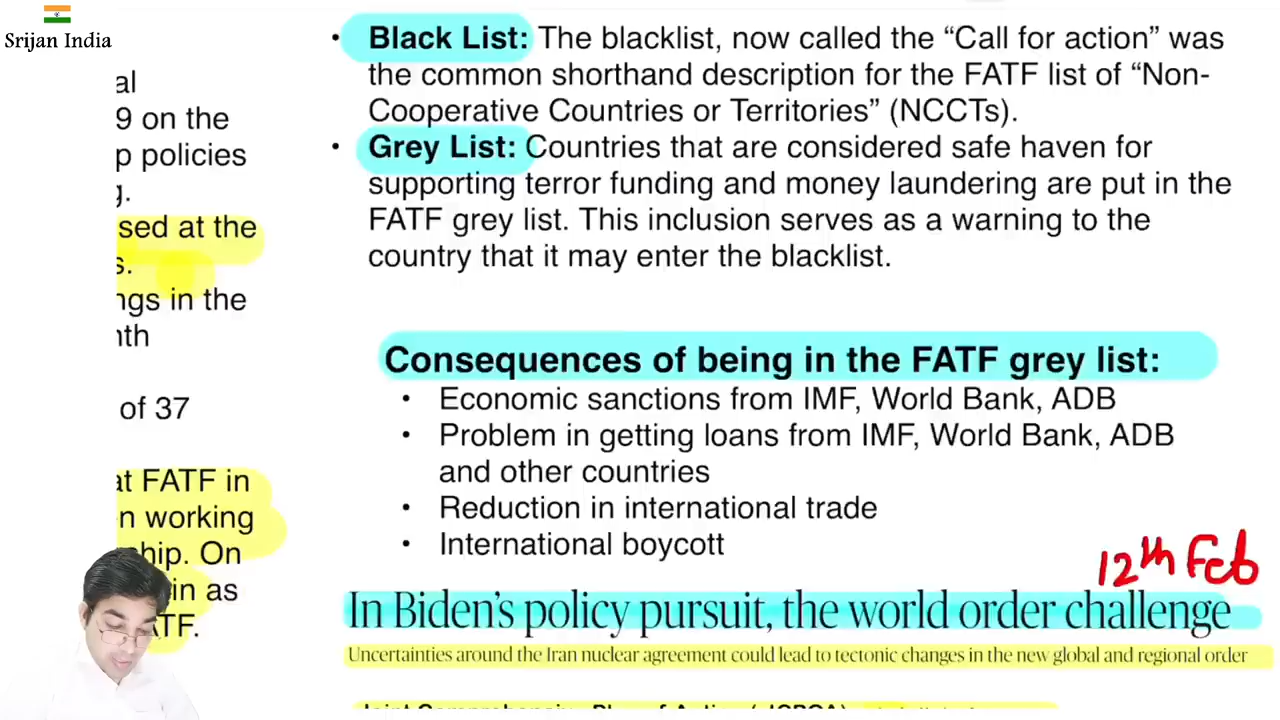 Srijan India
al
9 on the
p policies
g.
sed at the
s.
ngs in the
nth
of 37
at FATF in
n working
ship. On
in as
ATF.
• Black List: The blacklist, now called the “Call for action” was
the common shorthand description for the FATF list of “Non-
Cooperative Countries or Territories” (NCCTs).
• Grey List: Countries that are considered safe haven for
supporting terror funding and money laundering are put in the
FATF grey list. This inclusion serves as a warning to the
country that it may enter the blacklist.
Consequences of being in the FATF grey list:
• Economic sanctions from IMF, World Bank, ADB
• Problem in getting loans from IMF, World Bank, ADB
and other countries
• Reduction in international trade
• International boycott
12th Feb
In Biden’s policy pursuit, the world order challenge
Uncertainties around the Iran nuclear agreement could lead to tectonic changes in the new global and regional order